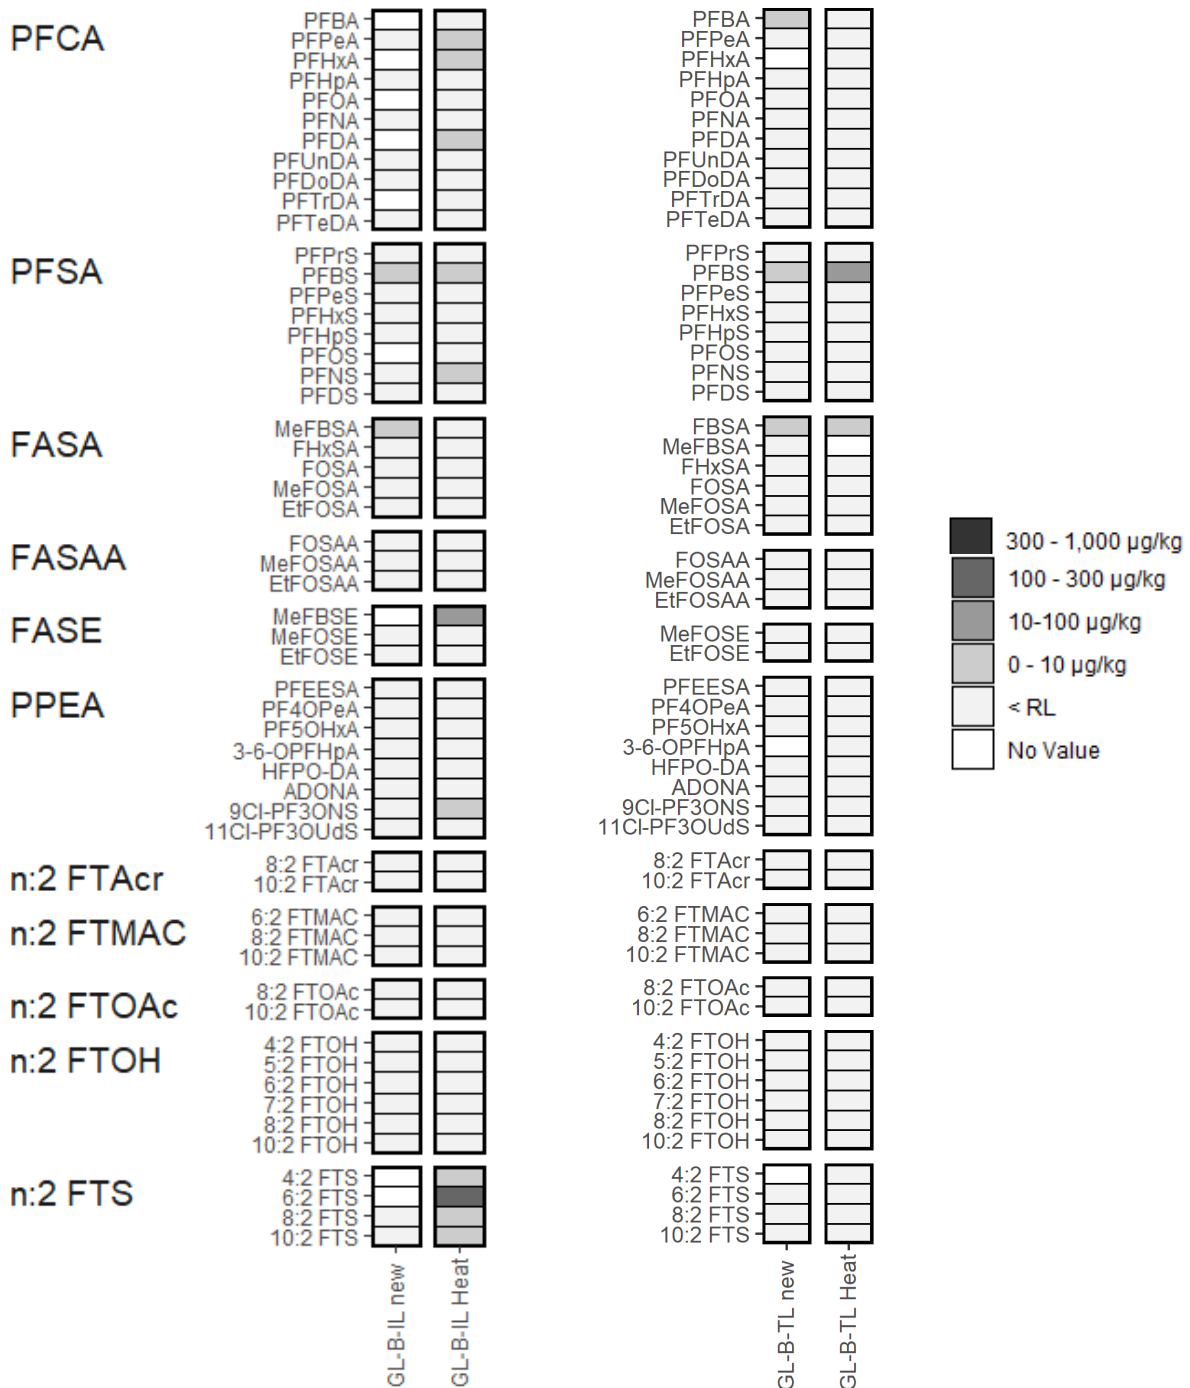 PFCA
PFBA
PFPeA
PFHxA
PFHpA
PFOA
PFNA
PFDA
PFUnDA
PFDoDA
PFTrDA
PFTeDA
PFSA
PFPrS
PFBS
PFPeS
PFHxS
PFHpS
PFOS
PFNS
PFDS
FASA
MeFBSA
FHxSA
FOSA
MeFOSA
EtFOSA
FASAA
FOSAA
MeFOSAA
EtFOSAA
FASE
MeFBSE
MeFOSE
EtFOSE
PPEA
PFEESA
PF4OPeA
PF5OHxA
3-6-OPFHpA
HFPO-DA
ADONA
9Cl-PF3ONS
11Cl-PF3OUdS
n:2 FTAcr
8:2 FTAcr
10:2 FTAcr
n:2 FTMAC
6:2 FTMAC
8:2 FTMAC
10:2 FTMAC
n:2 FTOAc
8:2 FTOAc
10:2 FTOAc
n:2 FTOH
4:2 FTOH
5:2 FTOH
6:2 FTOH
7:2 FTOH
8:2 FTOH
10:2 FTOH
n:2 FTS
4:2 FTS
6:2 FTS
8:2 FTS
10:2 FTS
GL-B-IL new
GL-B-IL Heat
PFBA
PFPeA
PFHxA
PFHpA
PFOA
PFNA
PFDA
PFUnDA
PFDoDA
PFTrDA
PFTeDA
PFPrS
PFBS
PFPeS
PFHxS
PFHpS
PFOS
PFNS
PFDS
FBSA
MeFBSA
FHxSA
FOSA
MeFOSA
EtFOSA
FOSAA
MeFOSAA
EtFOSAA
MeFOSE
EtFOSE
PFEESA
PF4OPeA
PF5OHxA
3-6-OPFHpA
HFPO-DA
ADONA
9Cl-PF3ONS
11Cl-PF3OUdS
8:2 FTAcr
10:2 FTAcr
6:2 FTMAC
8:2 FTMAC
10:2 FTMAC
8:2 FTOAc
10:2 FTOAc
4:2 FTOH
5:2 FTOH
6:2 FTOH
7:2 FTOH
8:2 FTOH
10:2 FTOH
4:2 FTS
6:2 FTS
8:2 FTS
10:2 FTS
GL-B-TL new
GL-B-TL Heat
300 - 1,000 µg/kg
100 - 300 µg/kg
10-100 µg/kg
0 - 10 µg/kg
< RL
No Value